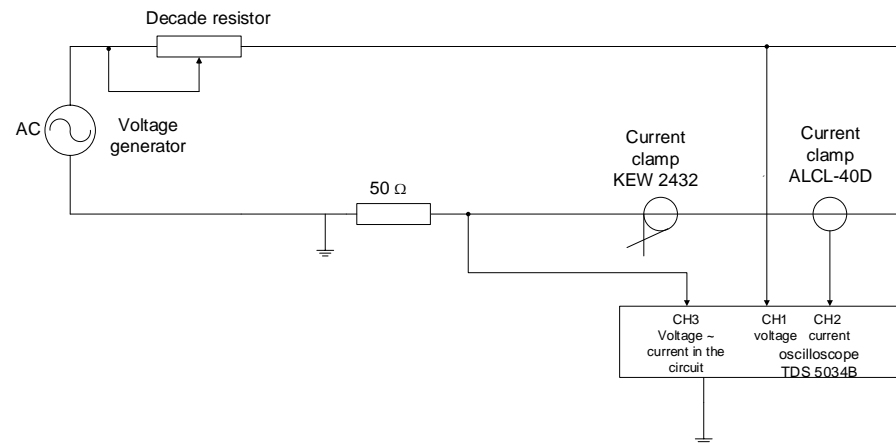 Decade resistor
AC
Voltage
generator
50 Ω
Current
clamp
KEW 2432
Current
clamp
ALCL-40D
CH3
Voltage ~
current in the
circuit
CH1
voltage
CH2
current
oscilloscope
TDS 5034B